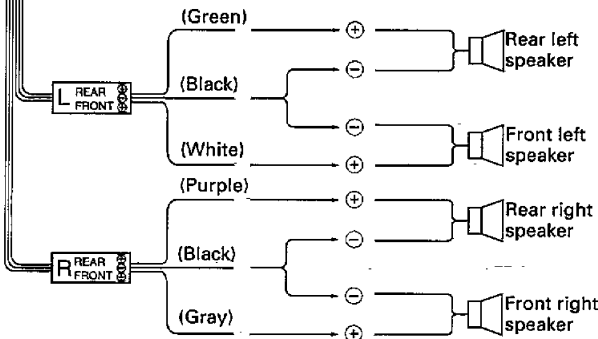 (Green)
Rear left
speaker
(Black)
L REAR
FRONT
(White)
Front left
speaker
(Purple)
Rear right
speaker
(Black)
R REAR
FRONT
(Gray)
Front right
speaker